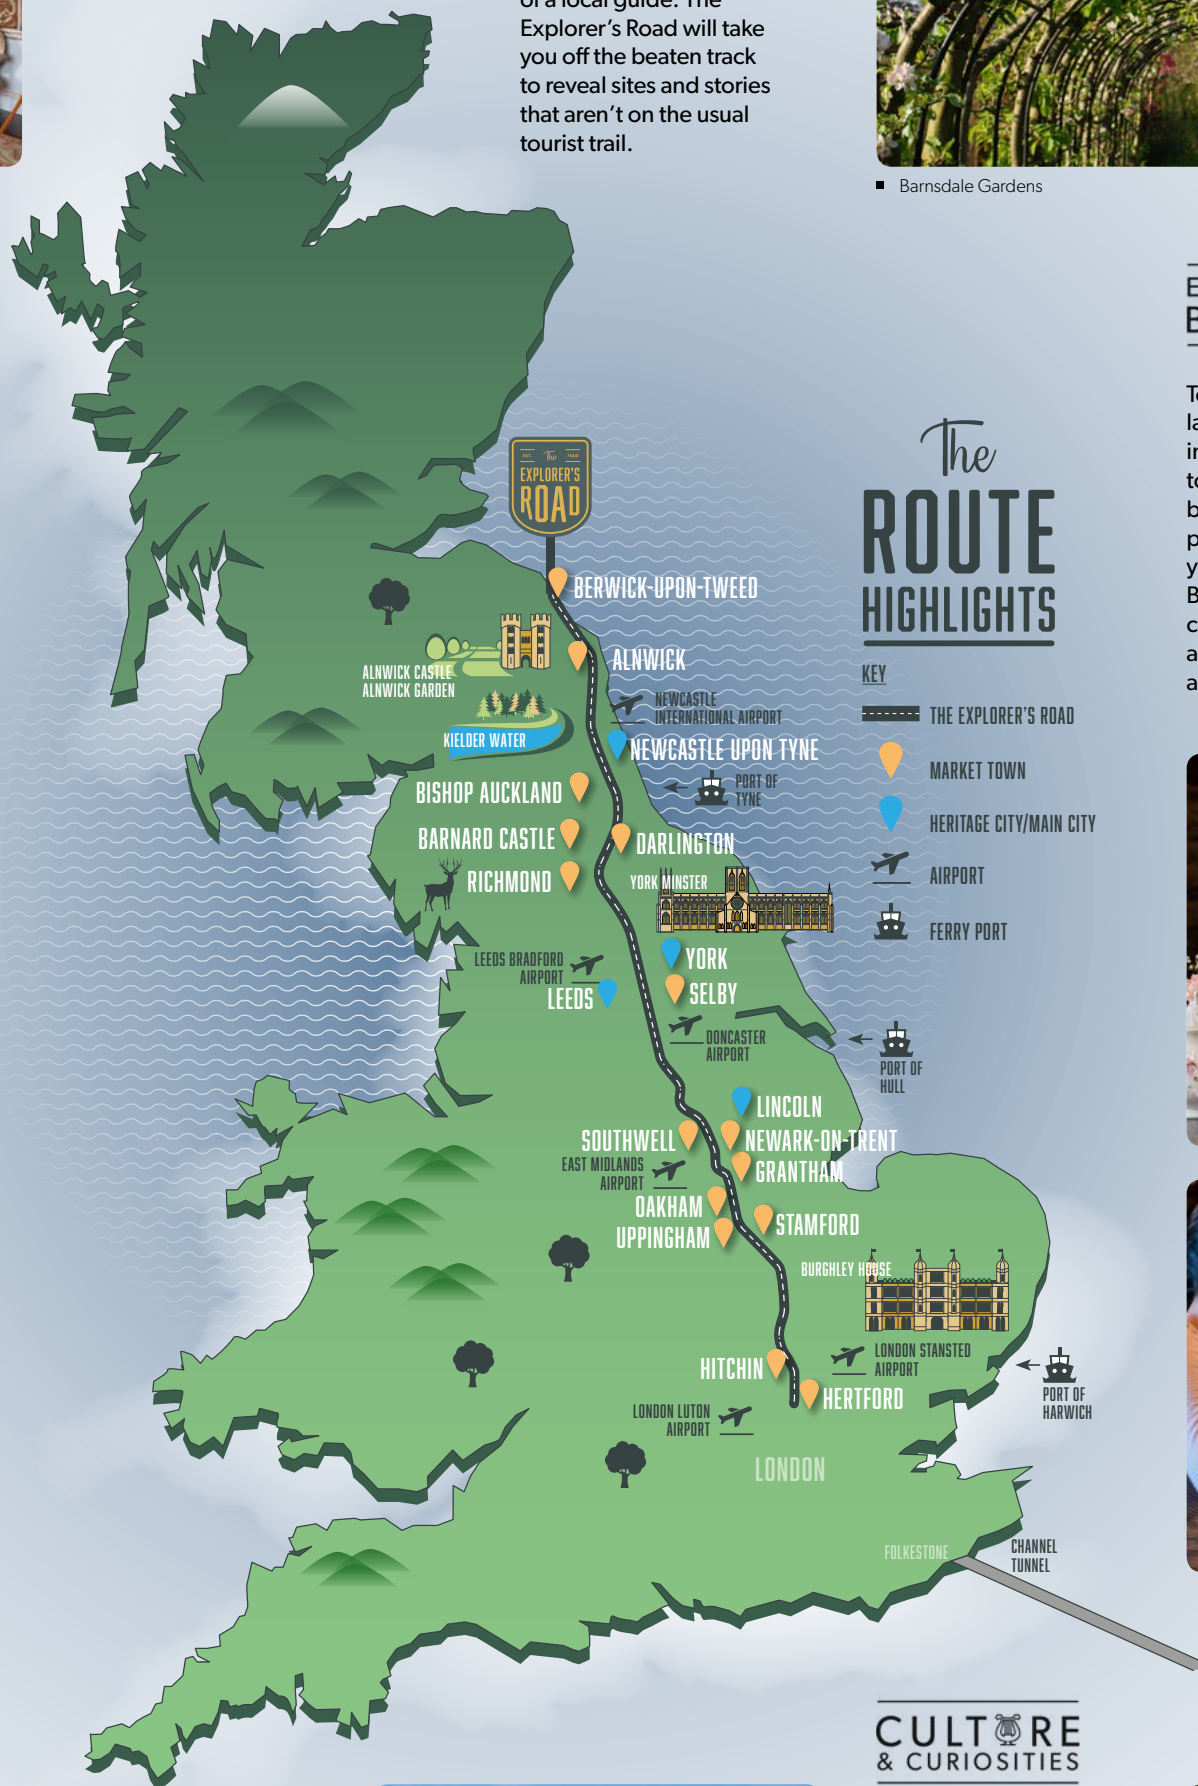 of a local guide. The
Explorer's Road will take
you off the beaten track
to reveal sites and stories
that aren't on the usual
tourist trail.
Barnsdale Gardens
The
EXPLORER'S
ROAD
The
ROUTE
HIGHLIGHTS
KEY
THE EXPLORER'S ROAD
MARKET TOWN
HERITAGE CITY/MAIN CITY
AIRPORT
FERRY PORT
BERWICK-UPON-TWEED
ALNWICK
ALNWICK CASTLE
ALNWICK GARDEN
NEWCASTLE
INTERNATIONAL AIRPORT
KIELDER WATER
NEWCASTLE UPON TYNE
PORT OF
TYNE
BISHOP AUCKLAND
BARNARD CASTLE
DARLINGTON
RICHMOND
YORK MINSTER
LEEDS BRADFORD
AIRPORT
YORK
LEEDS
SELBY
DONCASTER
AIRPORT
PORT OF
HULL
LINCOLN
SOUTHWELL
NEWARK-ON-TRENT
EAST MIDLANDS
AIRPORT
GRANTHAM
OAKHAM
STAMFORD
UPPINGHAM
BURGHLEY HOUSE
HITCHIN
LONDON STANSTED
AIRPORT
HERTFORD
PORT OF
HARWICH
LONDON LUTON
AIRPORT
LONDON
FOLKESTONE
CHANNEL
TUNNEL
CULTURE
& CURIOSITIES